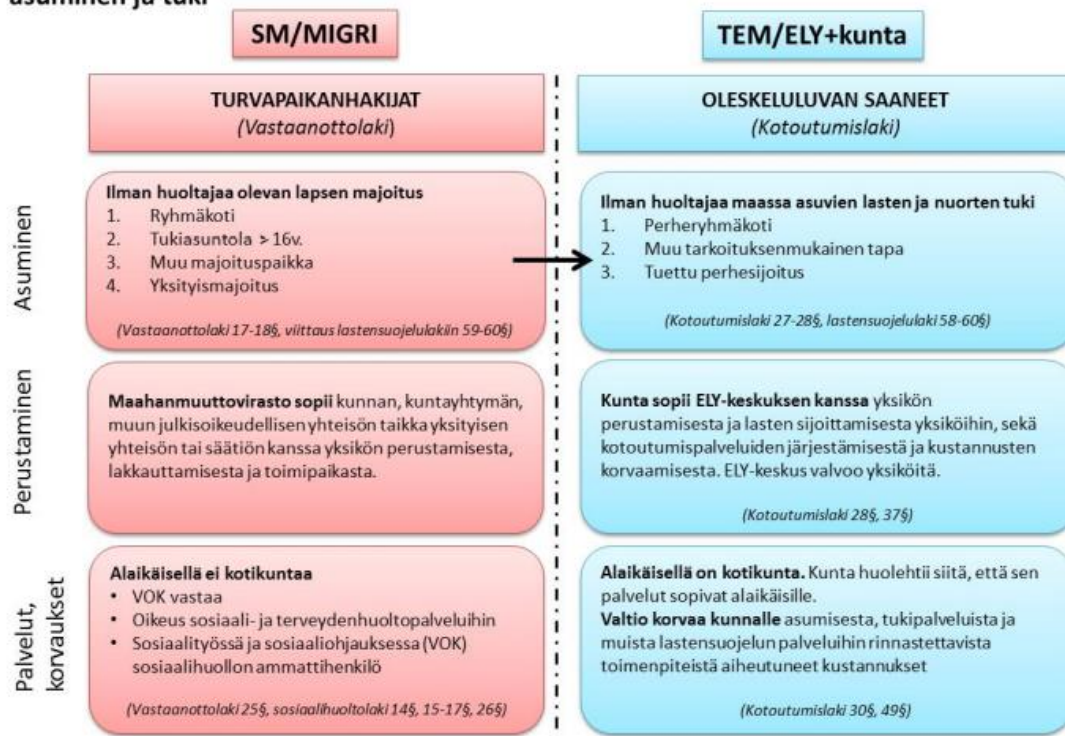 asuminen ja tuki
SM/MIGRI
TEM/ELY+kunta
TURVAPAIKANHAKIJAT
(Vastaanottolaki)
OLESKELULUVAN SAANEET
(Kotoutumislaki)
Asuminen
Ilman huoltajaa olevan lapsen majoitus
1. Ryhmäkoti
2. Tukiasuntola > 16v.
3. Muu majoituspaikka
4. Yksityismajoitus
(Vastaanottolaki 17-18§, viittaus lastensuojelulakiin 59-60§)
Ilman huoltajaa maassa asuvien lasten ja nuorten tuki
1. Perheryhmäkoti
2. Muu tarkoituksenmukainen tapa
3. Tuettu perhesijoitus
(Kotoutumislaki 27-28§, lastensuojelulaki 58-60§)
Perustaminen
Maahanmuuttovirasto sopii kunnan, kuntayhtymän,
muun julkisoikeudellisen yhteisön taikka yksityisen
yhteisön tai säätiön kanssa yksikön perustamisesta,
lakkauttamisesta ja toimipaikasta.
Kunta sopii ELY-keskuksen kanssa yksikön
perustamisesta ja lasten sijoittamisesta yksiköihin, sekä
kotoutumispalveluiden järjestämisestä ja kustannusten
korvaamisesta. ELY-keskus valvoo yksiköitä.
(Kotoutumislaki 28§, 37§)
Palvelut,
korvaukset
Alaikäisellä ei kotikuntaa
• VOK vastaa
• Oikeus sosiaali- ja terveydenhuoltopalveluihin
• Sosiaalityössä ja sosiaaliohjauksessa (VOK)
sosiaalihuollon ammattihenkilö
(Vastaanottolaki 25§, sosiaalihuoltolaki 14§, 15-17§, 26§)
Alaikäisellä on kotikunta. Kunta huolehtii siitä, että sen
palvelut sopivat alaikäisille.
Valtio korvaa kunnalle asumisesta, tukipalveluista ja
muista lastensuojelun palveluihin rinnastettavista
toimenpiteistä aiheutuneet kustannukset
(Kotoutumislaki 30§, 49§)